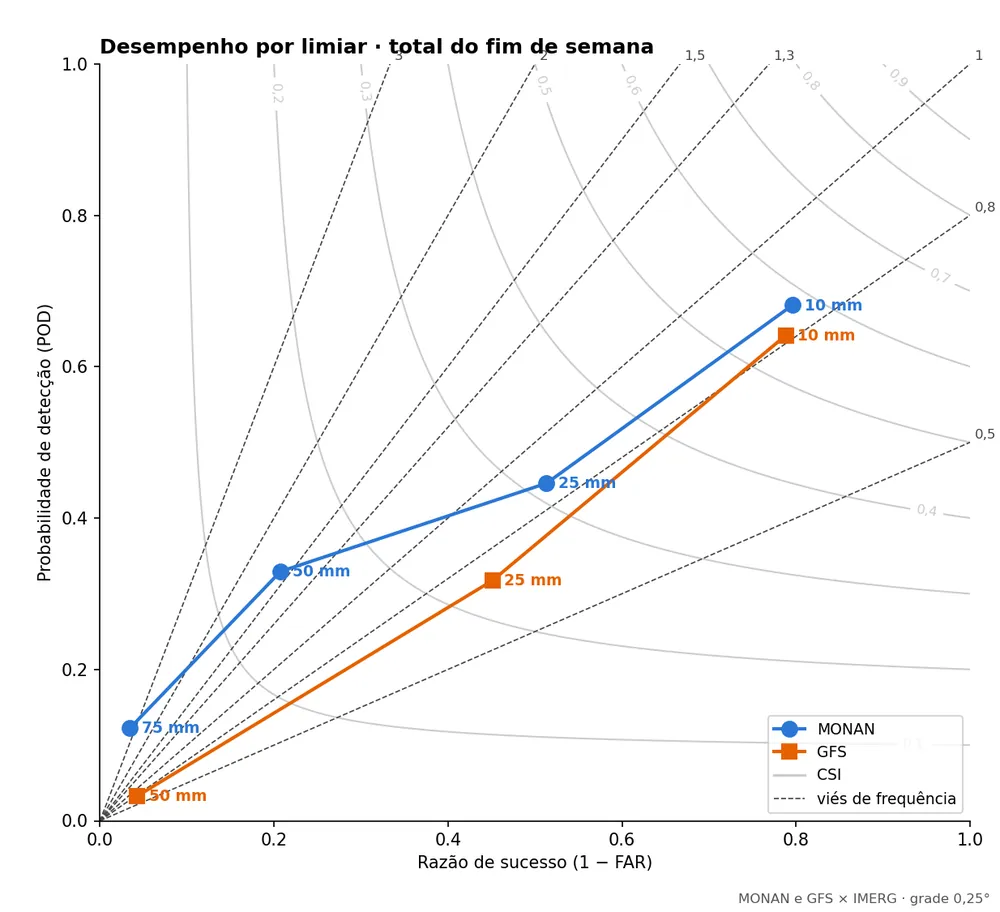 Desempenho por limiar · total do fim de semana
3
2
1,5
1,3
1
1.0
0.8
0.6
0.4
0.2
0.0
0,2
0,3
0,5
0,6
0,8
0,9
0,8
0,7
10 mm
10 mm
0,5
25 mm
0,4
50 mm
25 mm
75 mm
50 mm
MONAN
GFS
CSI
viés de frequência
0.0
0.2
0.4
0.6
0.8
1.0
Probabilidade de detecção (POD)
Razão de sucesso (1 − FAR)
MONAN e GFS × IMERG · grade 0,25°